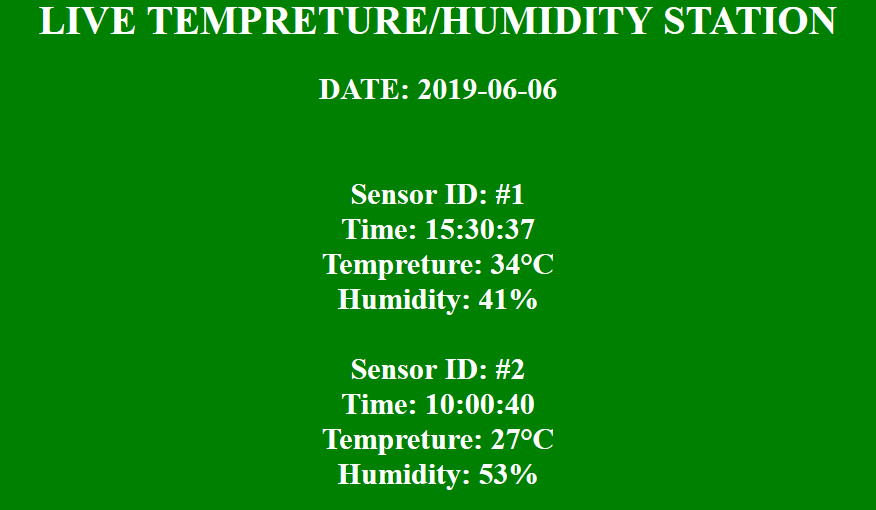 LIVE TEMPRETURE/HUMIDITY STATION
DATE: 2019-06-06
Sensor ID: #1
Time: 15:30:37
Tempreture: 34°C
Humidity: 41%
Sensor ID: #2
Time: 10:00:40
Tempreture: 27°C
Humidity: 53%